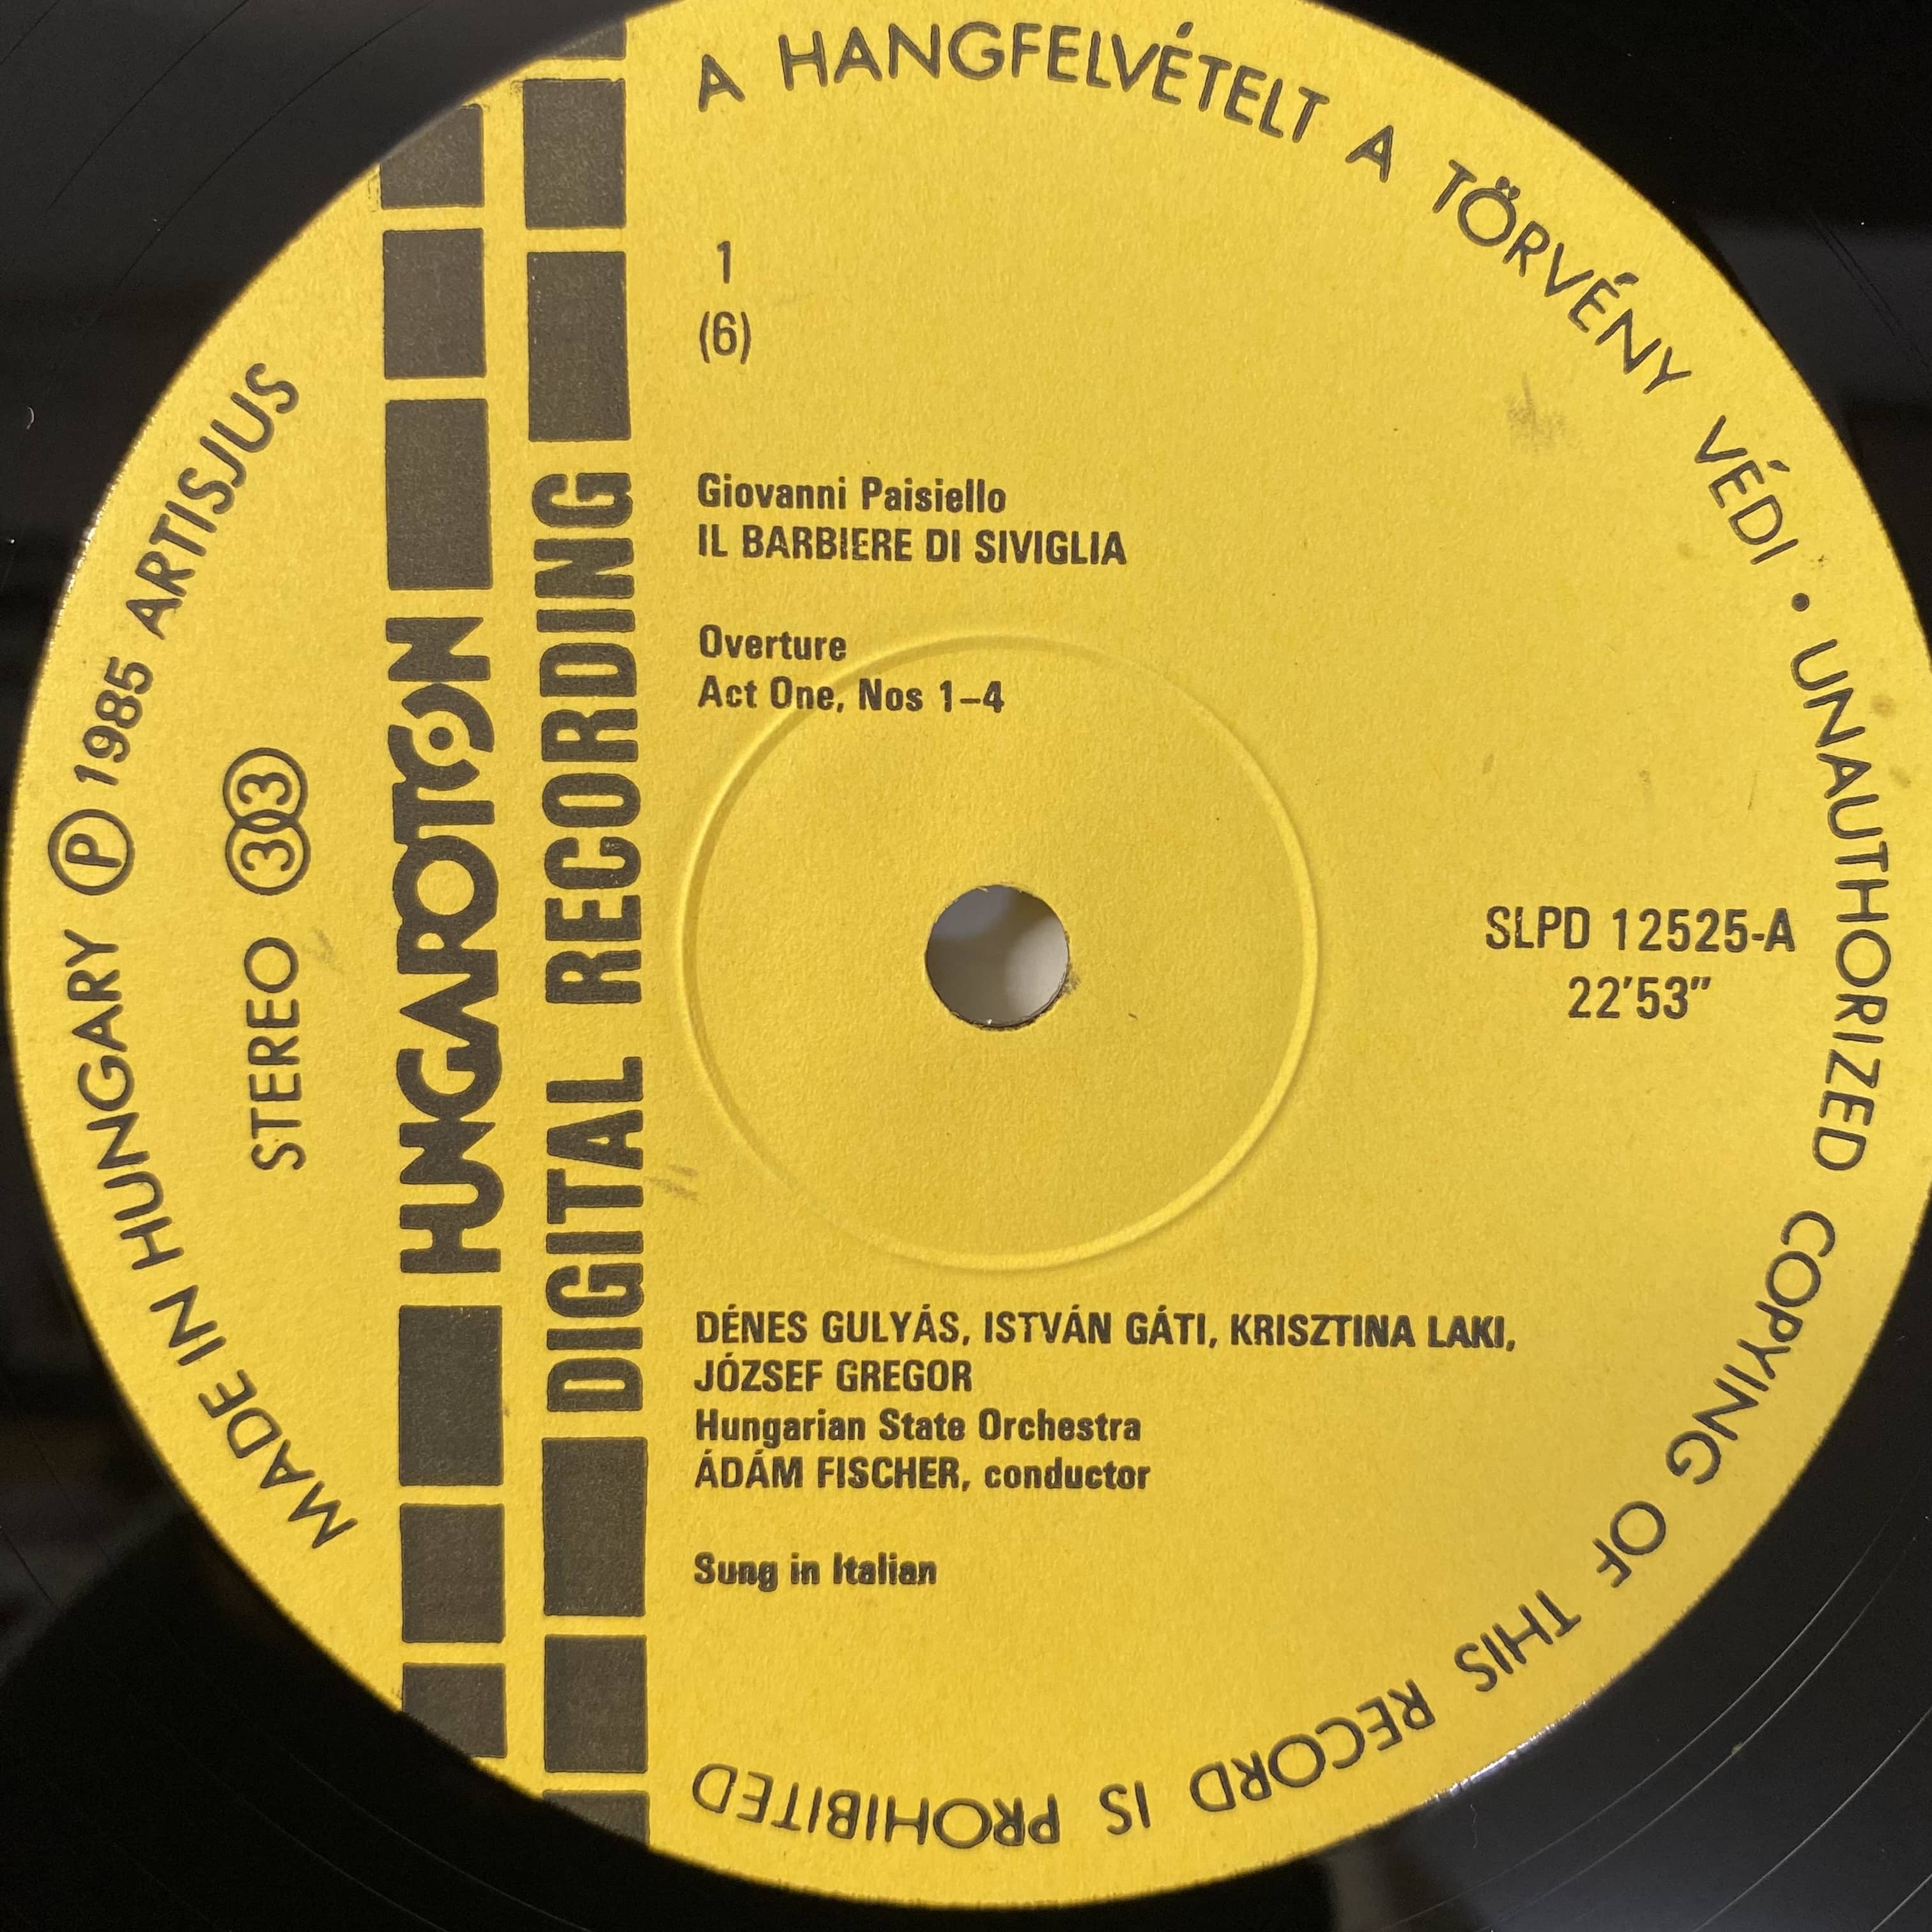 A HANGFELVÉTELT A TÖRVÉNY VÉDI • UNAUTHORIZED COPYING OF THIS RECORD IS PROHIBITED
MADE IN HUNGARY Ⓟ 1985 ARTISJUS
STEREO 33
HUNGAROTON
DIGITAL RECORDING
1
(6)
Giovanni Paisiello
IL BARBIERE DI SIVIGLIA
Overture
Act One, Nos 1–4
SLPD 12525-A
22′53″
DÉNES GULYÁS, ISTVÁN GÁTI, KRISZTINA LAKI,
JÓZSEF GREGOR
Hungarian State Orchestra
ÁDÁM FISCHER, conductor
Sung in Italian